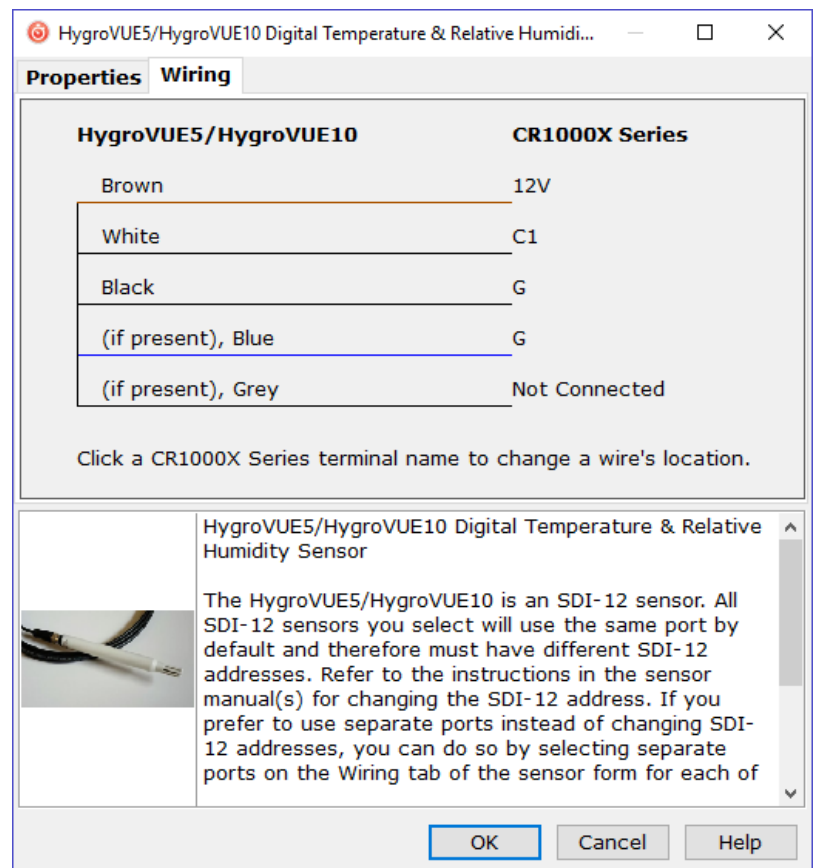 HygroVUE5/HygroVUE10 Digital Temperature & Relative Humidi...
Properties Wiring
HygroVUE5/HygroVUE10 CR1000X Series
Brown 12V
White C1
Black G
(if present), Blue G
(if present), Grey Not Connected
Click a CR1000X Series terminal name to change a wire's location.
HygroVUE5/HygroVUE10 Digital Temperature & Relative
Humidity Sensor
The HygroVUE5/HygroVUE10 is an SDI-12 sensor. All
SDI-12 sensors you select will use the same port by
default and therefore must have different SDI-12
addresses. Refer to the instructions in the sensor
manual(s) for changing the SDI-12 address. If you
prefer to use separate ports instead of changing SDI-
12 addresses, you can do so by selecting separate
ports on the Wiring tab of the sensor form for each of
OK Cancel Help